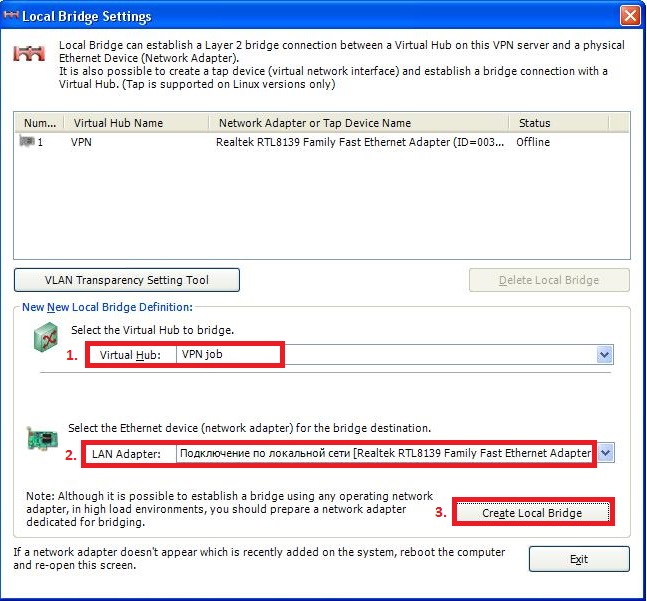 Local Bridge Settings
Local Bridge can establish a Layer 2 bridge connection between a Virtual Hub on this VPN server and a physical
Ethernet Device (Network Adapter).
It is also possible to create a tap device (virtual network interface) and establish a bridge connection with a
Virtual Hub. (Tap is supported on Linux versions only)
Num... Virtual Hub Name Network Adapter or Tap Device Name Status
1 VPN Realtek RTL8139 Family Fast Ethernet Adapter (ID=003... Offline
VLAN Transparency Setting Tool Delete Local Bridge
New New Local Bridge Definition:
Select the Virtual Hub to bridge.
1. Virtual Hub: VPN job
Select the Ethernet device (network adapter) for the bridge destination.
2. LAN Adapter: Подключение по локальной сети [Realtek RTL8139 Family Fast Ethernet Adapter
Note: Although it is possible to establish a bridge using any operating network
adapter, in high load environments, you should prepare a network adapter
dedicated for bridging.
3. Create Local Bridge
If a network adapter doesn't appear which is recently added on the system, reboot the computer
and re-open this screen.
Exit